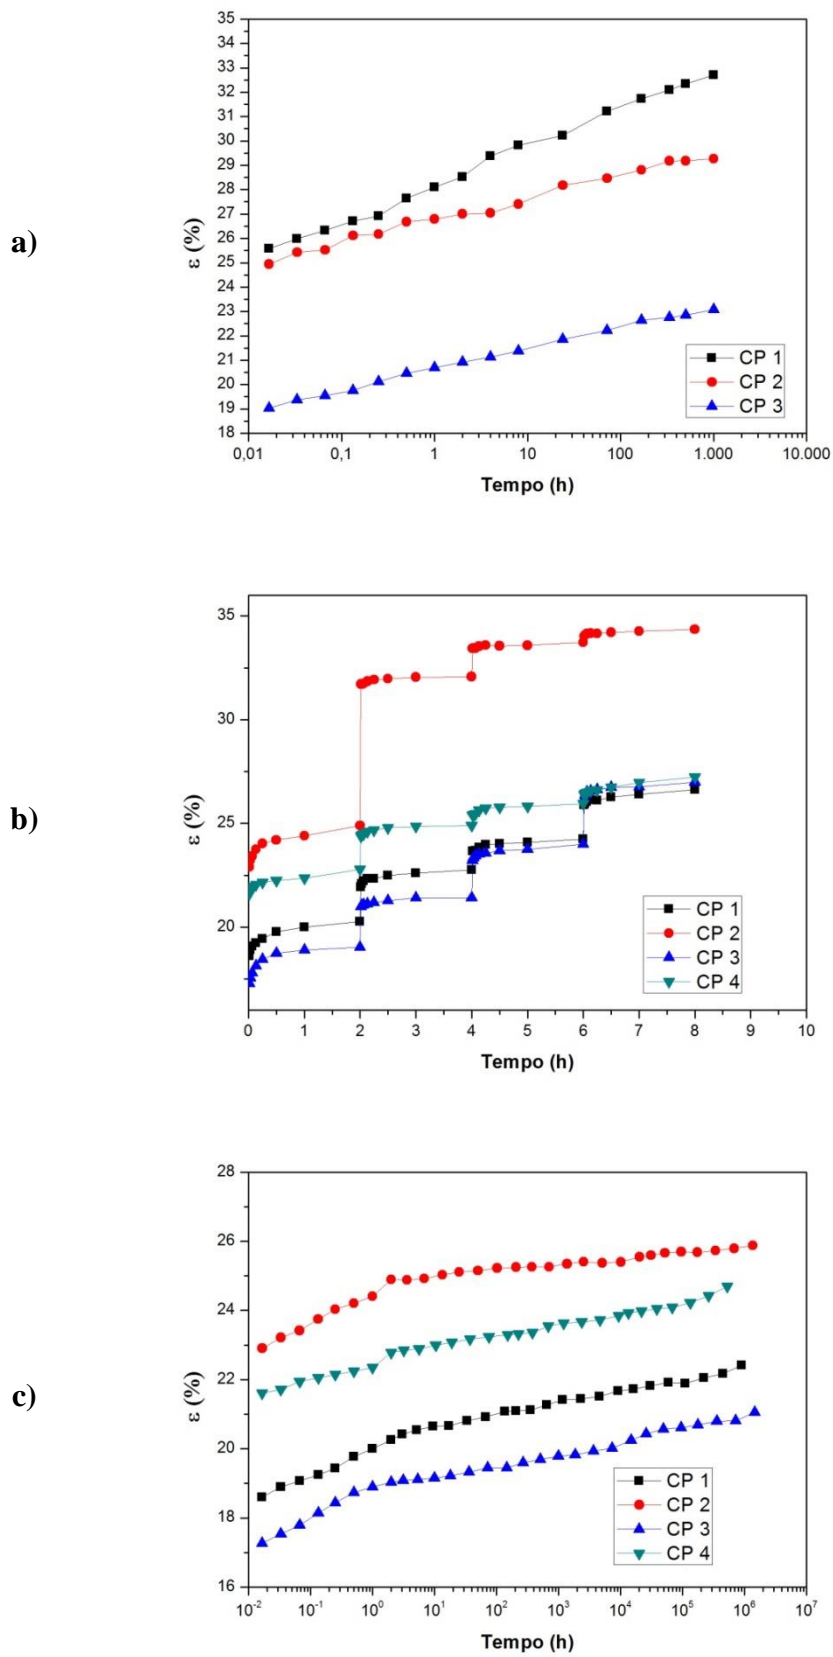 a)
35
34
33
32
31
30
29
28
27
26
25
24
23
22
21
20
19
18
ε (%)
CP 1
CP 2
CP 3
0,01 0,1 1 10 100 1.000 10.000
Tempo (h)
b)
35
30
25
20
ε (%)
CP 1
CP 2
CP 3
CP 4
0 1 2 3 4 5 6 7 8 9 10
Tempo (h)
c)
28
26
24
22
20
18
16
ε (%)
CP 1
CP 2
CP 3
CP 4
10⁻² 10⁻¹ 10⁰ 10¹ 10² 10³ 10⁴ 10⁵ 10⁶ 10⁷
Tempo (h)